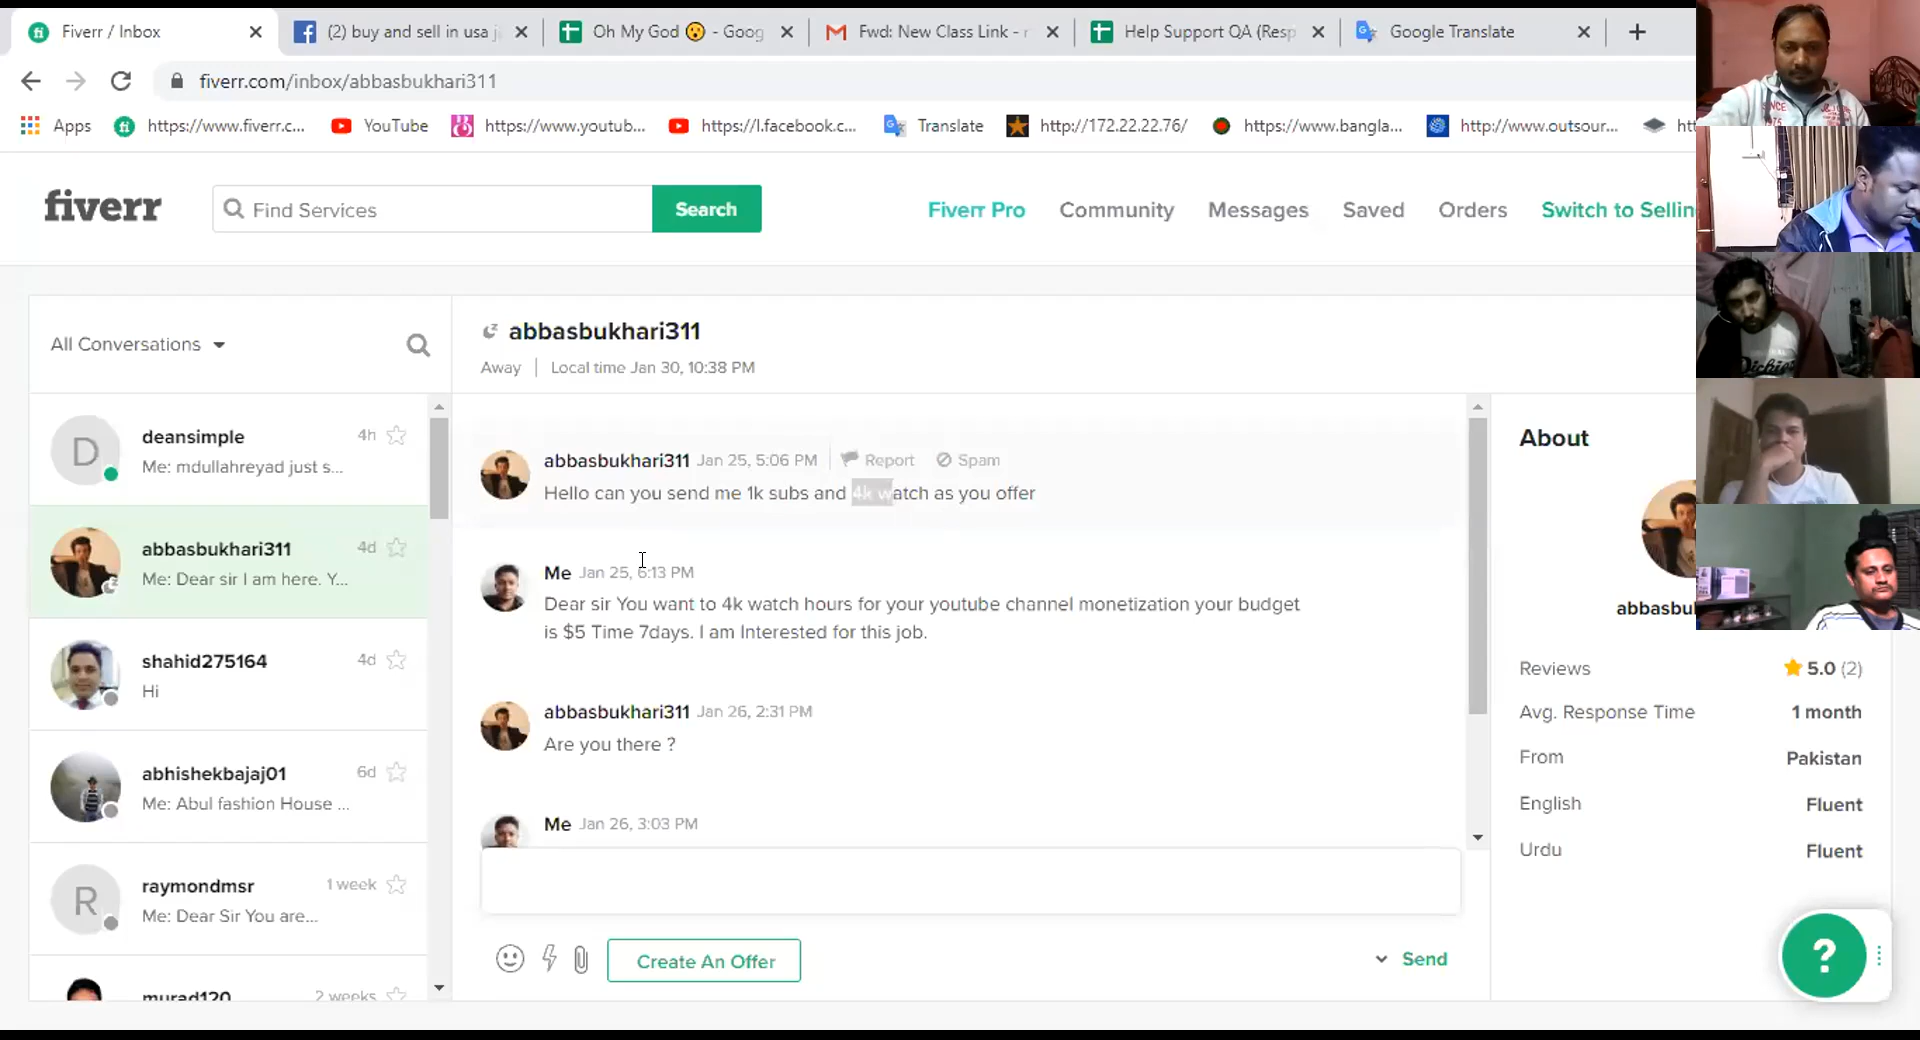 Fiverr / Inbox
(2) buy and sell in usa
Oh My God 😮 - Goog
Fwd: New Class Link -
Help Support QA (Resp
Google Translate
fiverr.com/inbox/abbasbukhari311
Apps
https://www.fiverr.c...
YouTube
https://www.youtub...
https://l.facebook.c...
Translate
http://172.22.22.76/
https://www.bangla...
http://www.outsour...
fiverr
Find Services
Search
Fiverr Pro
Community
Messages
Saved
Orders
Switch to Sellin
All Conversations
abbasbukhari311
Away | Local time Jan 30, 10:38 PM
D
deansimple
4h
Me: mdullahreyad just s...
abbasbukhari311
4d
Me: Dear sir I am here. Y...
shahid275164
4d
Hi
abhishekbajaj01
6d
Me: Abul fashion House ...
R
raymondmsr
1 week
Me: Dear Sir You are...
murad120
2 weeks
abbasbukhari311 Jan 25, 5:06 PM
Report
Spam
Hello can you send me 1k subs and 4k watch as you offer
Me Jan 25, 6:13 PM
Dear sir You want to 4k watch hours for your youtube channel monetization your budget
is $5 Time 7days. I am Interested for this job.
abbasbukhari311 Jan 26, 2:31 PM
Are you there ?
Me Jan 26, 3:03 PM
Create An Offer
Send
About
abbasbu
Reviews
5.0 (2)
Avg. Response Time
1 month
From
Pakistan
English
Fluent
Urdu
Fluent
?
SINCE
1975
Dickies